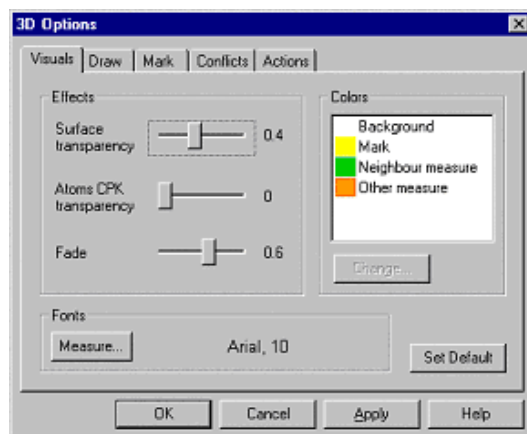 3D Options
Visuals Draw Mark Conflicts Actions
Effects
Surface
transparency
0.4
Atoms CPK
transparency
0
Fade
0.6
Colors
Background
Mark
Neighbour measure
Other measure
Change...
Fonts
Measure...
Arial, 10
Set Default
OK Cancel Apply Help